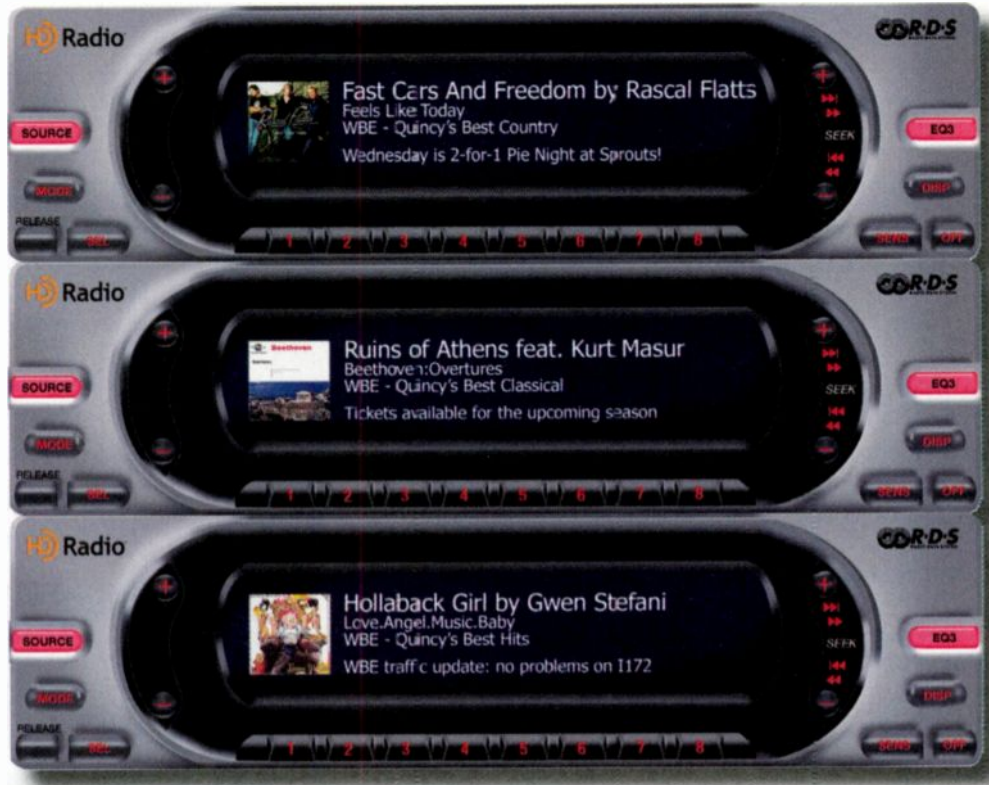 HD Radio
R·D·S
Fast Cars And Freedom by Rascal Flatts
Feels Like Today
WBE - Quincy's Best Country
Wednesday is 2-for-1 Pie Night at Sprouts!
SOURCE
SEEK
EQ3
MODE
DISP
RELEASE
SEL
1 2 3 4 5 6 7 8
SENS
OFF
HD Radio
R·D·S
Beethoven
Ruins of Athens feat. Kurt Masur
Beethoven:Overtures
WBE - Quincy's Best Classical
Tickets available for the upcoming season
SOURCE
SEEK
EQ3
MODE
DISP
RELEASE
SEL
1 2 3 4 5 6 7 8
SENS
OFF
HD Radio
R·D·S
Hollaback Girl by Gwen Stefani
Love.Angel.Music.Baby
WBE - Quincy's Best Hits
WBE traffic update: no problems on I172
SOURCE
SEEK
EQ3
MODE
DISP
RELEASE
SEL
1 2 3 4 5 6 7 8
SENS
OFF